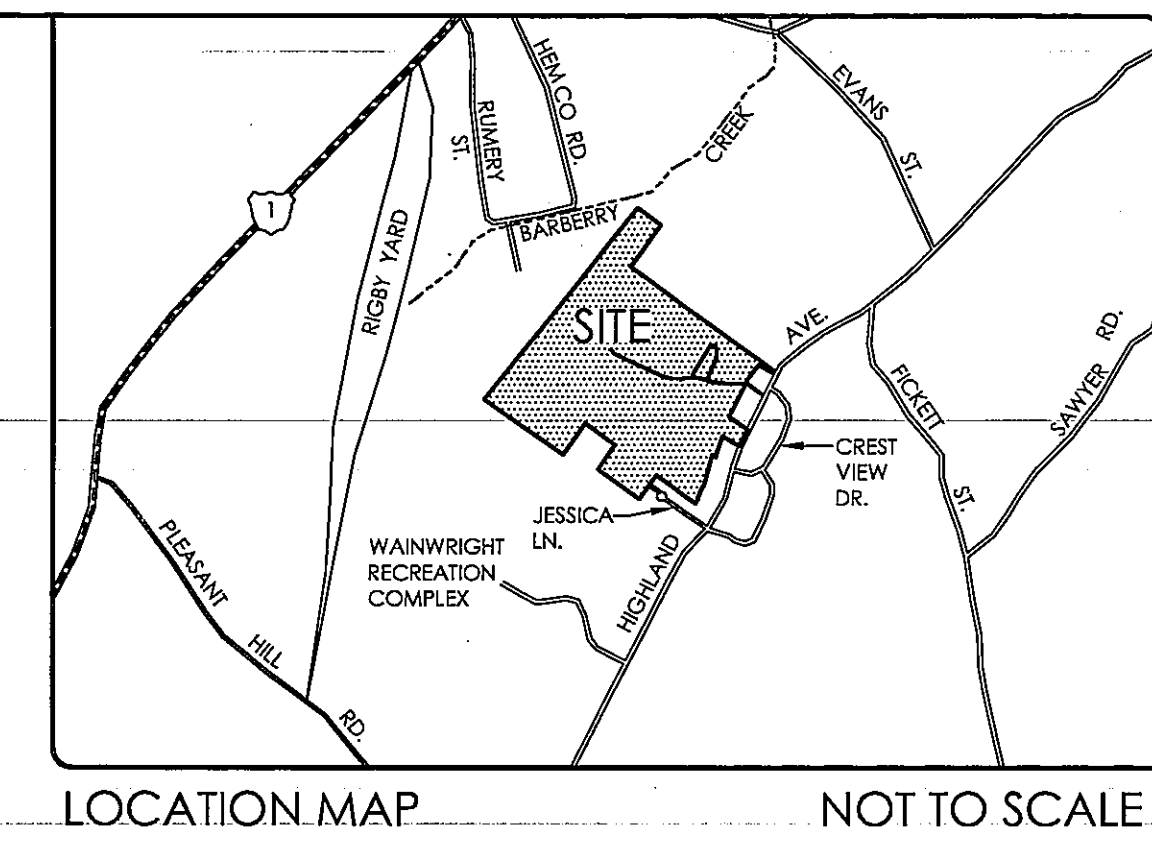 HEMCO RD.
EVANS ST.
RUMERY ST.
CREEK
1
BARBERRY
RIGBY YARD
SITE
AVE.
RD.
SAWYER
FICKETT
ST.
CREST
VIEW
DR.
JESSICA
LN.
WAINWRIGHT
RECREATION
COMPLEX
HIGHLAND
PLEASANT
HILL
RD.
LOCATION MAP
NOT TO SCALE